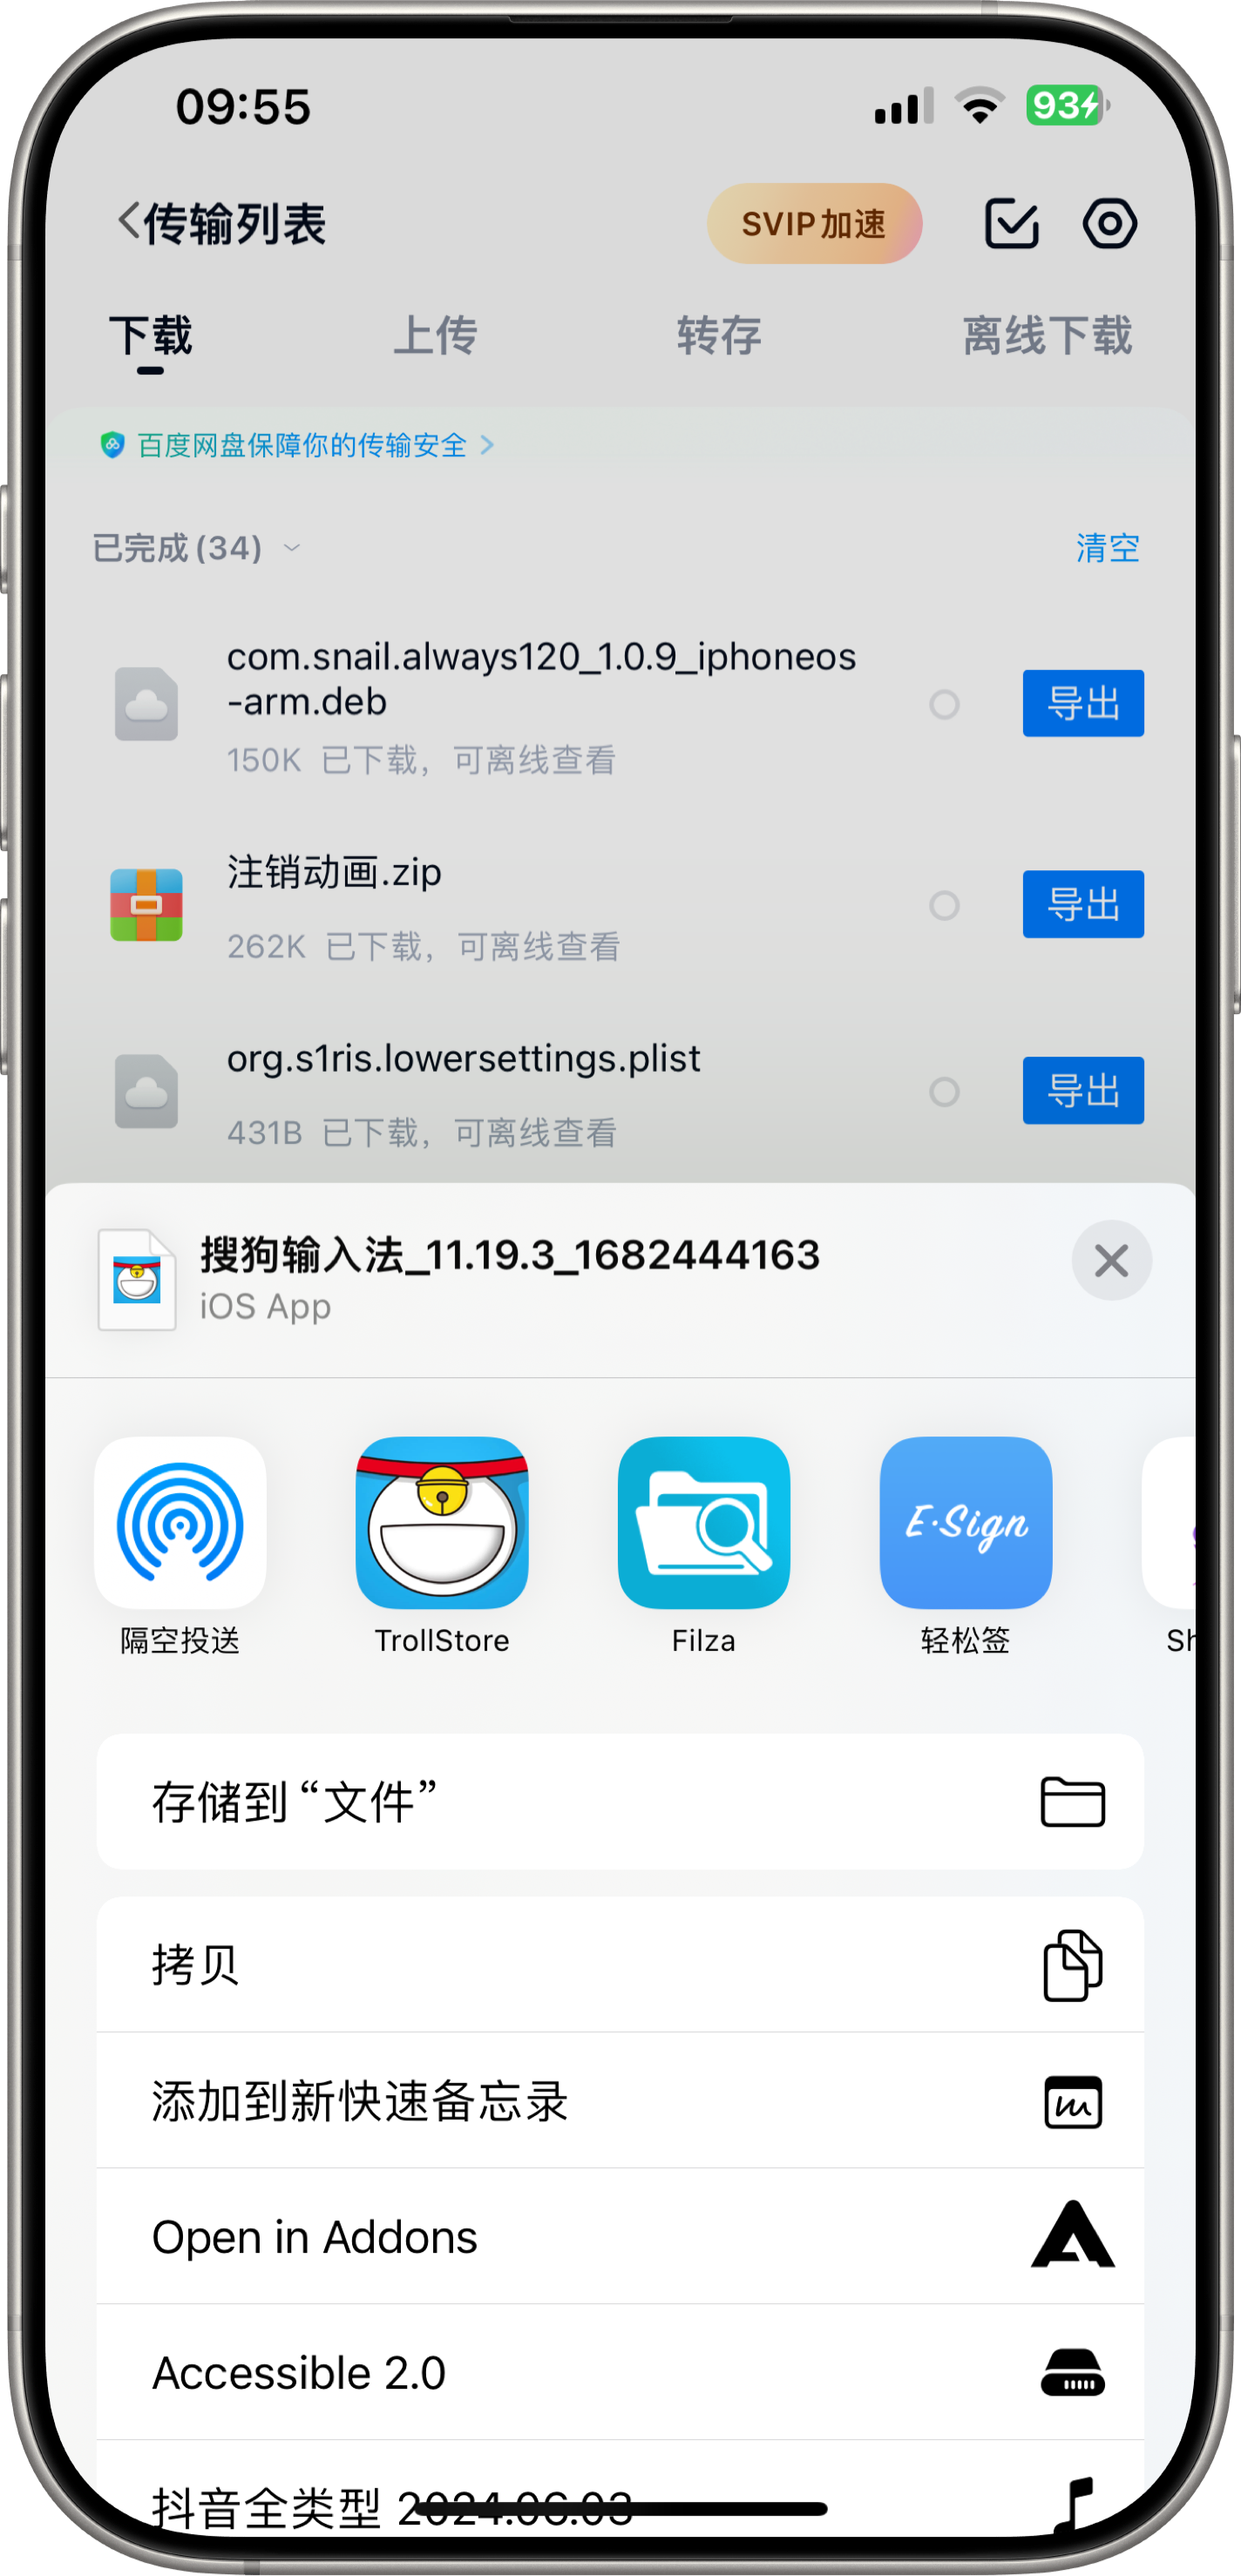 09:55
93
传输列表
SVIP加速
下载
上传
转存
离线下载
百度网盘保障你的传输安全
已完成(34)
清空
com.snail.always120_1.0.9_iphoneos
-arm.deb
150K 已下载，可离线查看
导出
注销动画.zip
262K 已下载，可离线查看
导出
org.s1ris.lowersettings.plist
431B 已下载，可离线查看
导出
搜狗输入法_11.19.3_1682444163
iOS App
E·Sign
隔空投送
TrollStore
Filza
轻松签
存储到“文件”
拷贝
添加到新快速备忘录
Open in Addons
Accessible 2.0
抖音全类型 2024.06.03